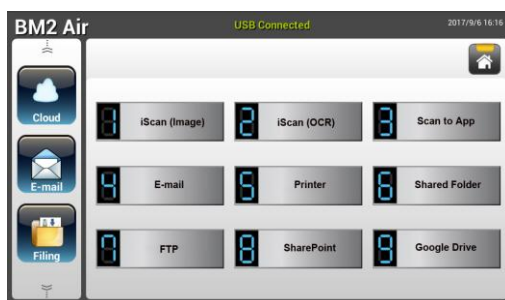 BM2 Air USB Connected 2017/9/6 16:16
Cloud
E-mail
Filing
1 iScan (Image) 2 iScan (OCR) 3 Scan to App
4 E-mail 5 Printer 6 Shared Folder
7 FTP 8 SharePoint 9 Google Drive